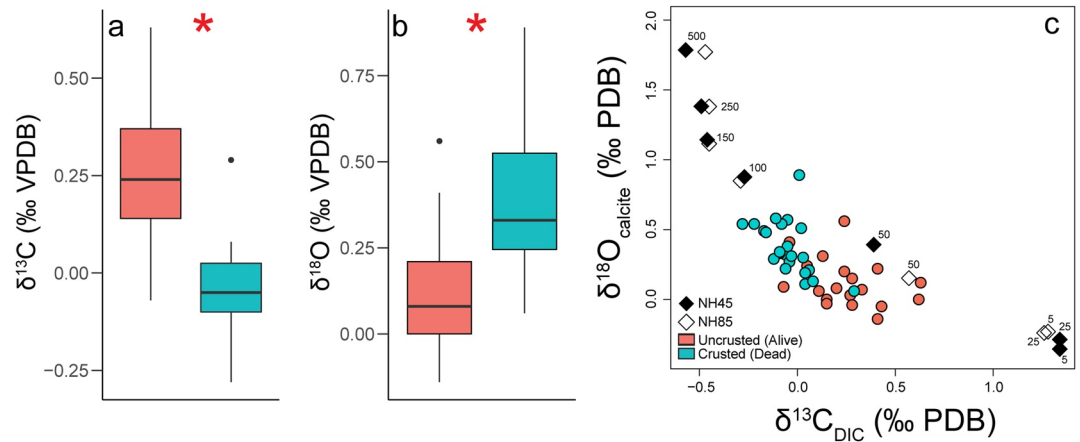 a
*
δ¹³C (‰ VPDB)
0.50
0.25
0.00
−0.25
b
*
δ¹⁸O (‰ VPDB)
0.75
0.50
0.25
0.00
c
δ¹⁸Ocalcite (‰ PDB)
2.0
1.5
1.0
0.5
0.0
500
250
150
100
50
50
5
25
25
5
NH45
NH85
Uncrusted (Alive)
Crusted (Dead)
−0.5
0.0
0.5
1.0
δ¹³CDIC (‰ PDB)